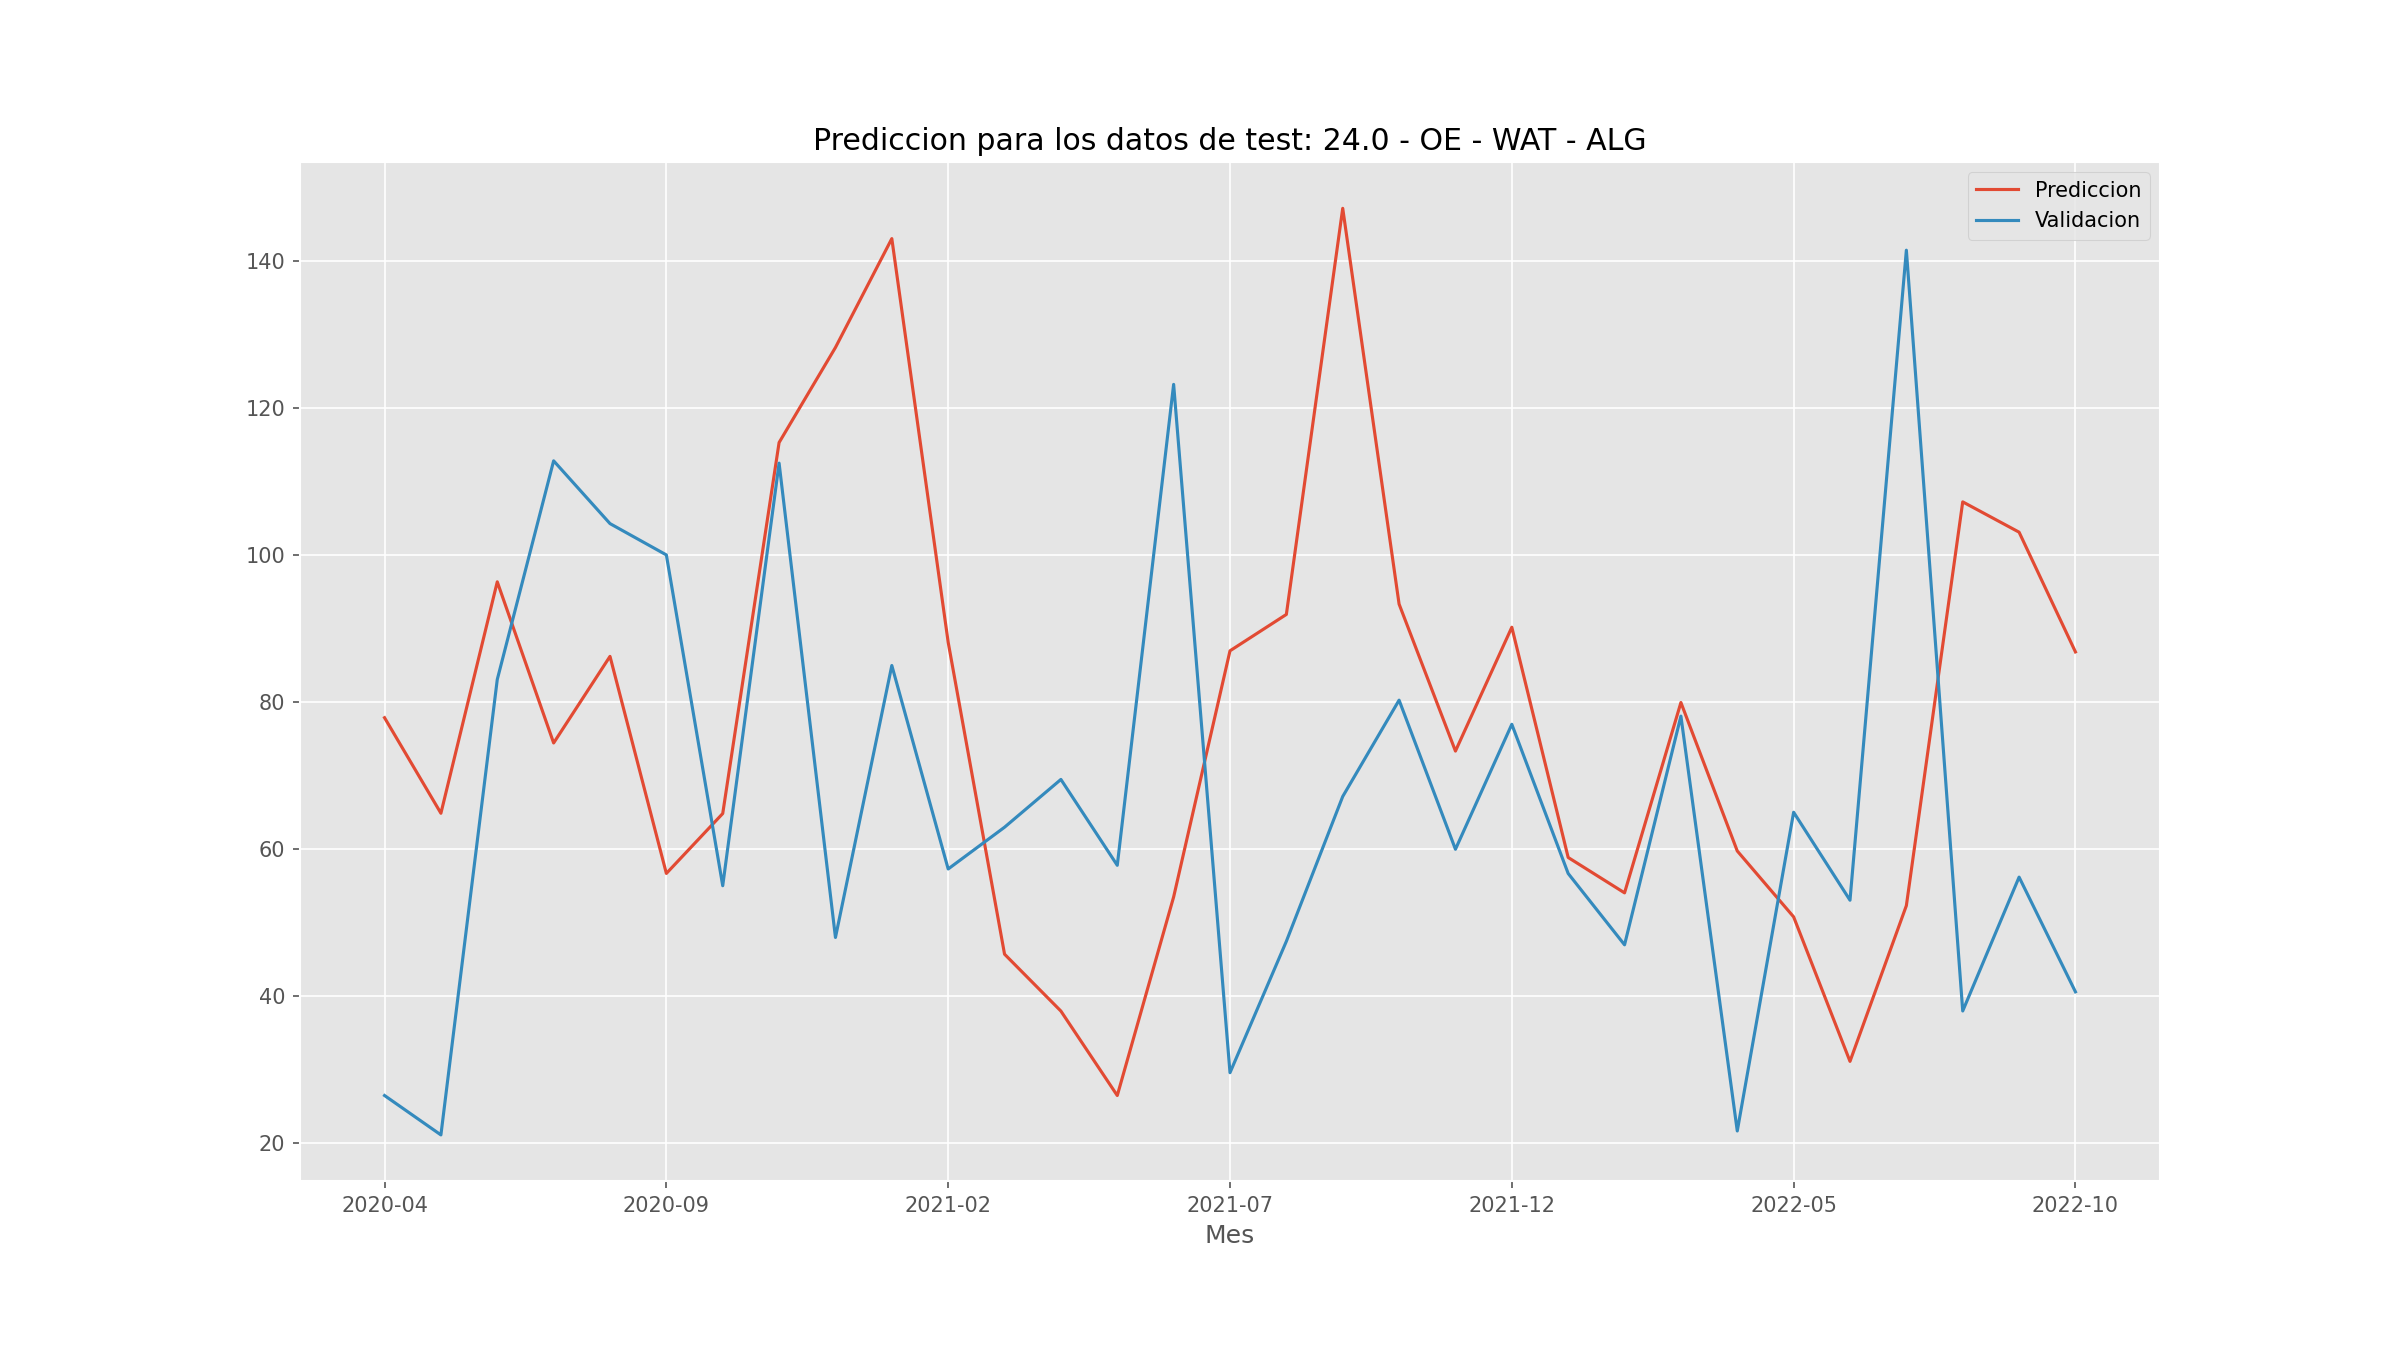 Prediccion para los datos de test: 24.0 - OE - WAT - ALG
Prediccion
Validacion
140
120
100
80
60
40
20
2020-04 2020-09 2021-02 2021-07 2021-12 2022-05 2022-10
Mes